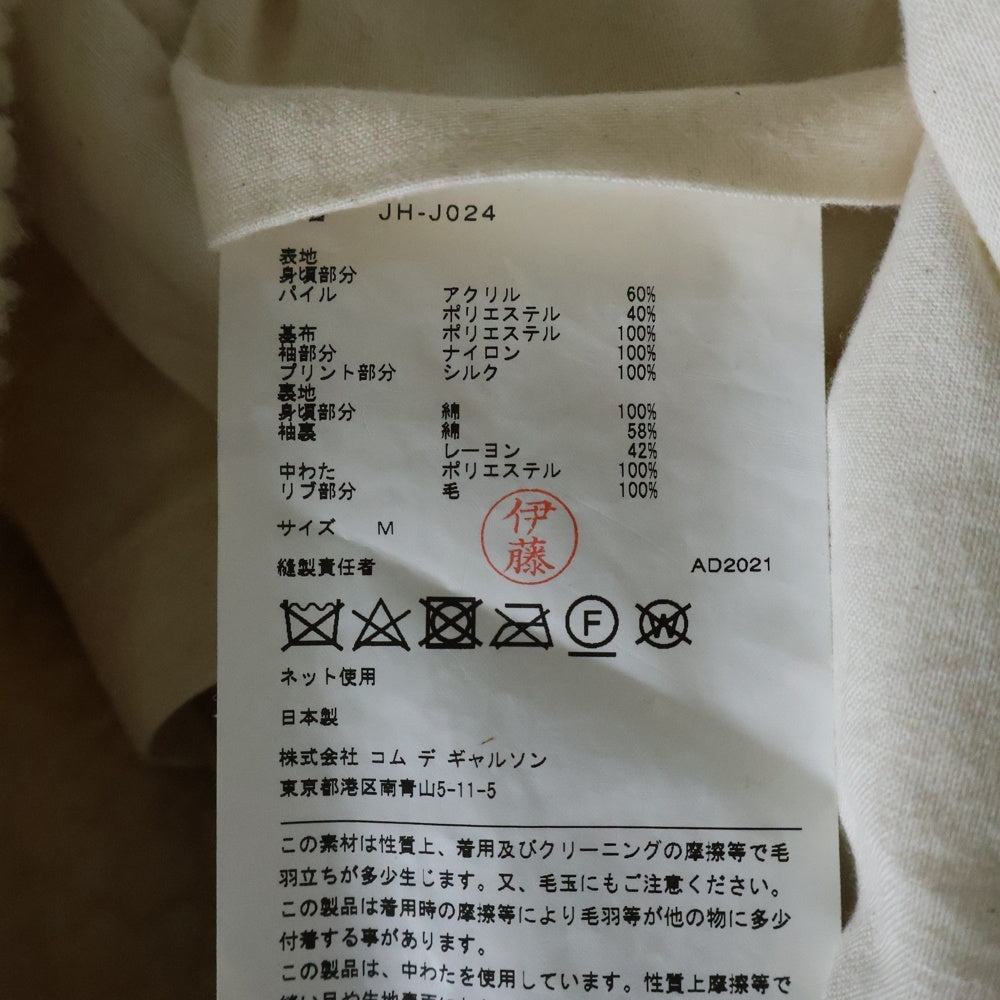 JH-J024
表地
身頃部分
パイル アクリル 60%
ポリエステル 40%
基布 ポリエステル 100%
袖部分 ナイロン 100%
プリント部分 シルク 100%
裏地
身頃部分 綿 100%
袖裏 綿 58%
レーヨン 42%
中わた ポリエステル 100%
リブ部分 毛 100%
サイズ M
伊藤
縫製責任者 AD2021
F W
ネット使用
日本製
株式会社 コム デ ギャルソン
東京都港区南青山5-11-5
この素材は性質上、着用及びクリーニングの摩擦等で毛
羽立ちが多少生じます。又、毛玉にもご注意ください。
この製品は着用時の摩擦等により毛羽等が他の物に多少
付着する事があります。
この製品は、中わたを使用しています。性質上摩擦等で